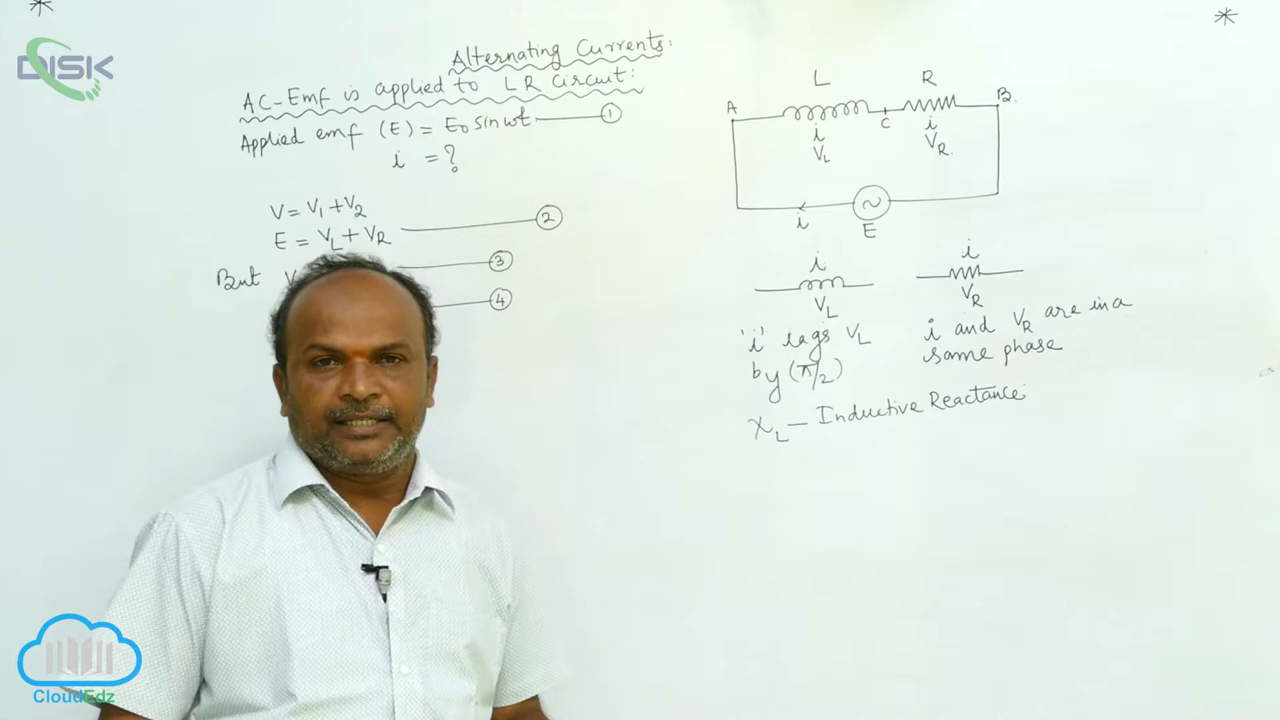 *
*
DISK
Alternating Currents:
AC-Emf is applied to LR Circuit:
Applied emf (E) = E₀ sin ωt ①
i = ?
V = V₁ + V₂
E = V_L + V_R ②
But V ③
④
L R
A C B.
i i
V_L V_R.
i
E
i i
V_L V_R
'i' lags V_L
by (π/2)
i and V_R are in a
same phase
X_L — Inductive Reactance
CloudEdz